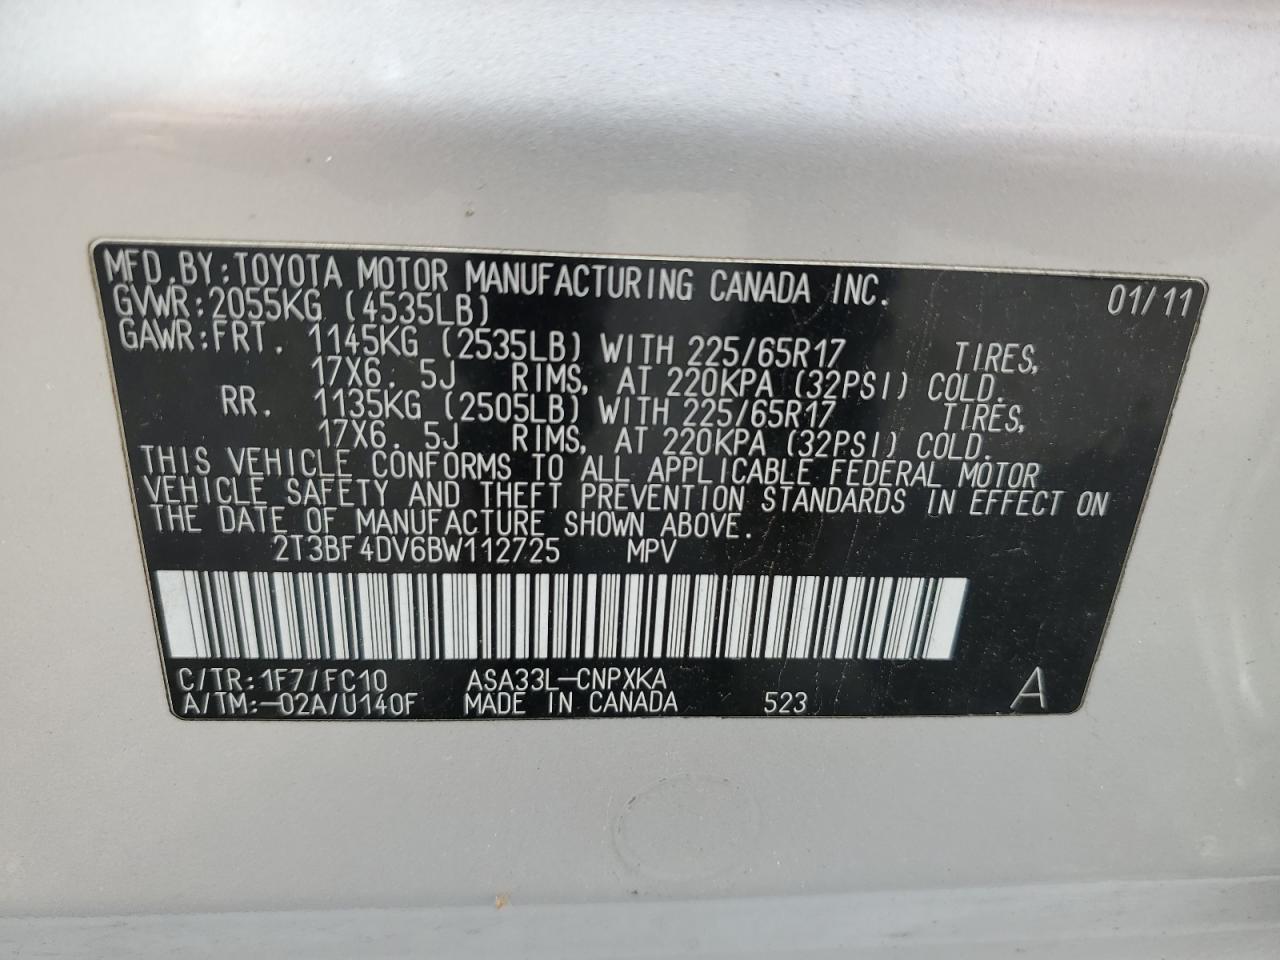 MFD.BY:TOYOTA MOTOR MANUFACTURING CANADA INC. 01/11
GVWR:2055KG (4535LB)
GAWR:FRT. 1145KG (2535LB) WITH 225/65R17 TIRES,
17X6.5J RIMS, AT 220KPA (32PSI) COLD.
RR. 1135KG (2505LB) WITH 225/65R17 TIRES,
17X6.5J RIMS, AT 220KPA (32PSI) COLD.
THIS VEHICLE CONFORMS TO ALL APPLICABLE FEDERAL MOTOR
VEHICLE SAFETY AND THEFT PREVENTION STANDARDS IN EFFECT ON
THE DATE OF MANUFACTURE SHOWN ABOVE.
2T3BF4DV6BW112725 MPV
C/TR:1F7/FC10 ASA33L-CNPXKA
A/TM:-02A/U140F MADE IN CANADA 523 A